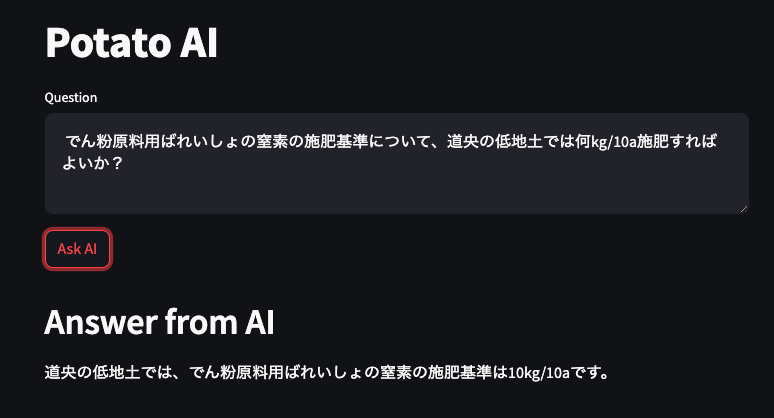 Potato AI
Question
でん粉原料用ばれいしょの窒素の施肥基準について、道央の低地土では何kg/10a施肥すれば
よいか？
Ask AI
Answer from AI
道央の低地土では、でん粉原料用ばれいしょの窒素の施肥基準は10kg/10aです。